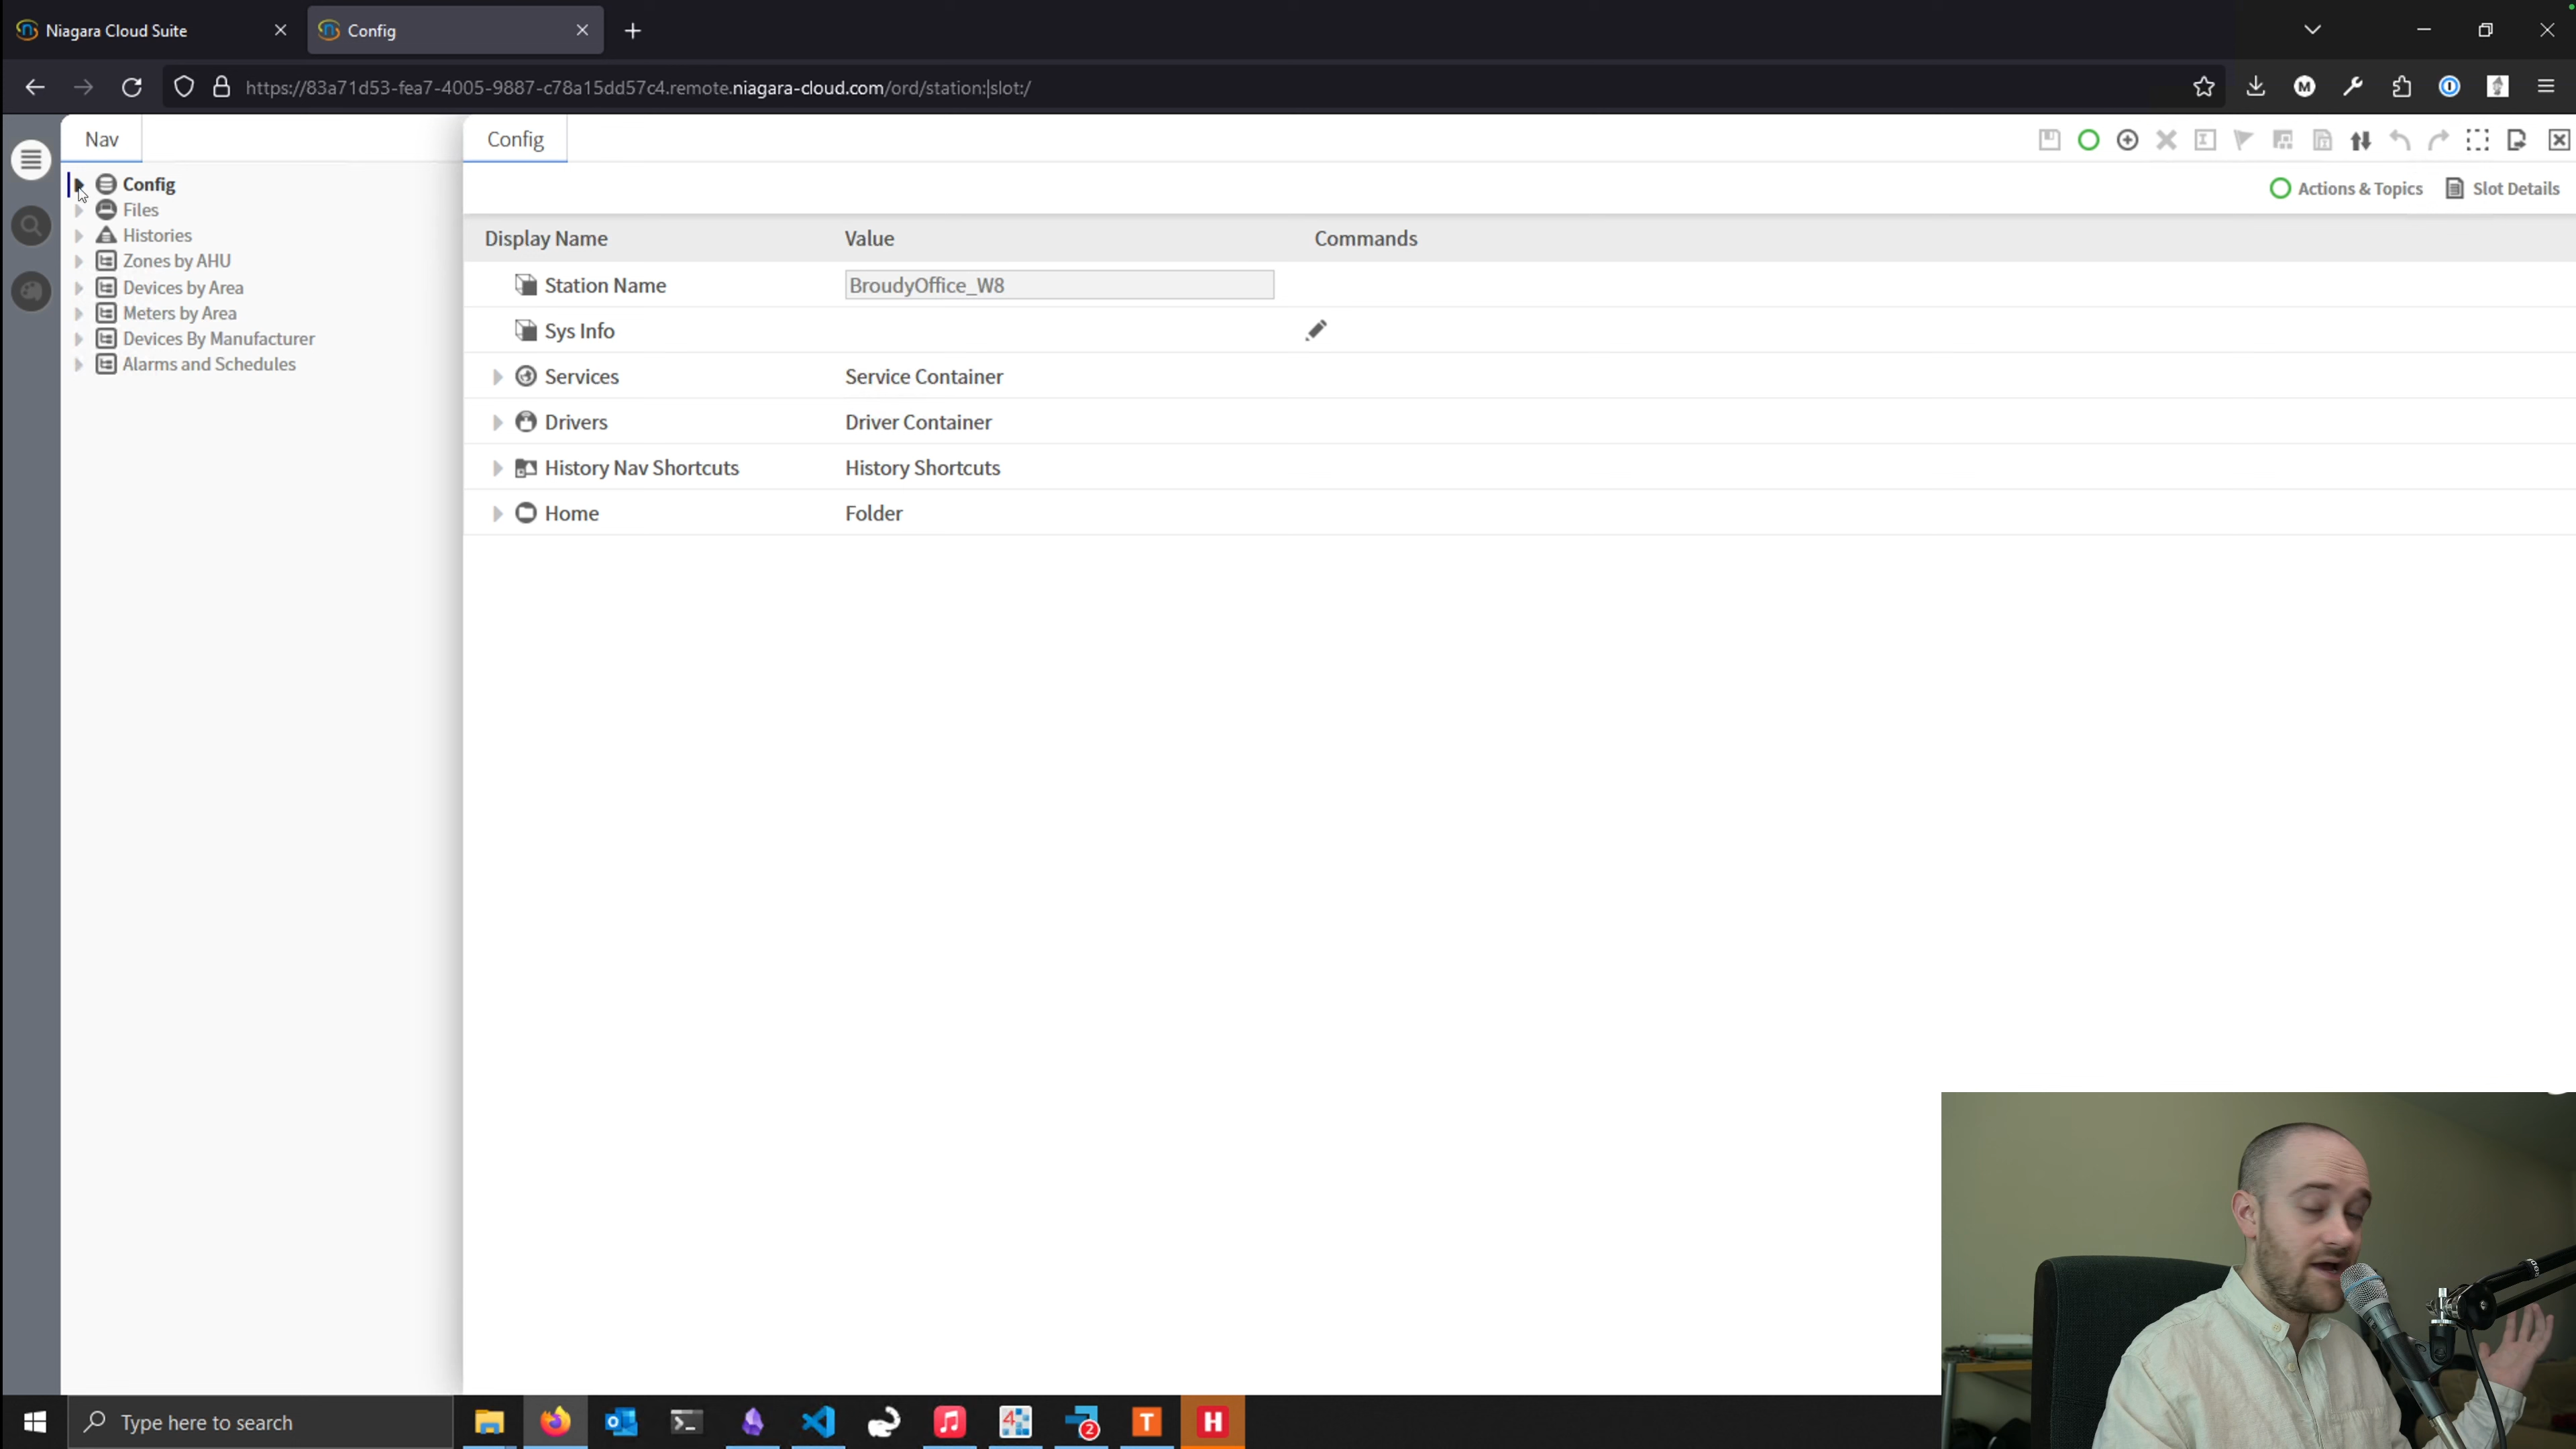 Niagara Cloud Suite
Config
https://83a71d53-fea7-4005-9887-c78a15dd57c4.remote.niagara-cloud.com/ord/station:|slot:/
M
Nav
Config
Config
Files
Histories
Zones by AHU
Devices by Area
Meters by Area
Devices By Manufacturer
Alarms and Schedules
Actions & Topics
Slot Details
Display Name Value Commands
Station Name BroudyOffice_W8
Sys Info
Services Service Container
Drivers Driver Container
History Nav Shortcuts History Shortcuts
Home Folder
Type here to search
4
2
T
H